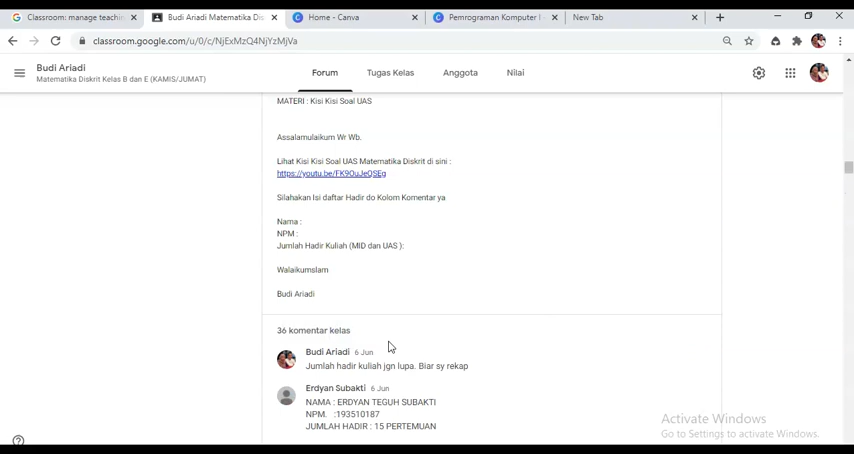 Classroom: manage teachin
Budi Ariadi Matematika Dis
Home - Canva
Pemrograman Komputer I -
New Tab
classroom.google.com/u/0/c/NjExMzQ4NjYzMjVa
Budi Ariadi
Matematika Diskrit Kelas B dan E (KAMIS/JUMAT)
Forum
Tugas Kelas
Anggota
Nilai
MATERI : Kisi Kisi Soal UAS
Assalamulaikum Wr Wb.
Lihat Kisi Kisi Soal UAS Matematika Diskrit di sini :
https://youtu.be/FK9OuJeQSEg
Silahakan Isi daftar Hadir do Kolom Komentar ya
Nama :
NPM :
Jumlah Hadir Kuliah (MID dan UAS ):
Walaikumslam
Budi Ariadi
36 komentar kelas
Budi Ariadi 6 Jun
Jumlah hadir kuliah jgn lupa. Biar sy rekap
Erdyan Subakti 6 Jun
NAMA : ERDYAN TEGUH SUBAKTI
NPM. :193510187
JUMLAH HADIR : 15 PERTEMUAN
Activate Windows
Go to Settings to activate Windows.